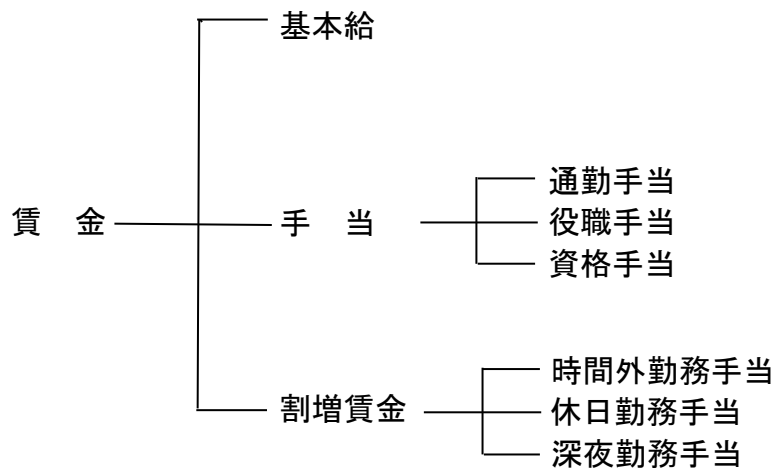 基本給
賃　金
手　当
通勤手当
役職手当
資格手当
割増賃金
時間外勤務手当
休日勤務手当
深夜勤務手当